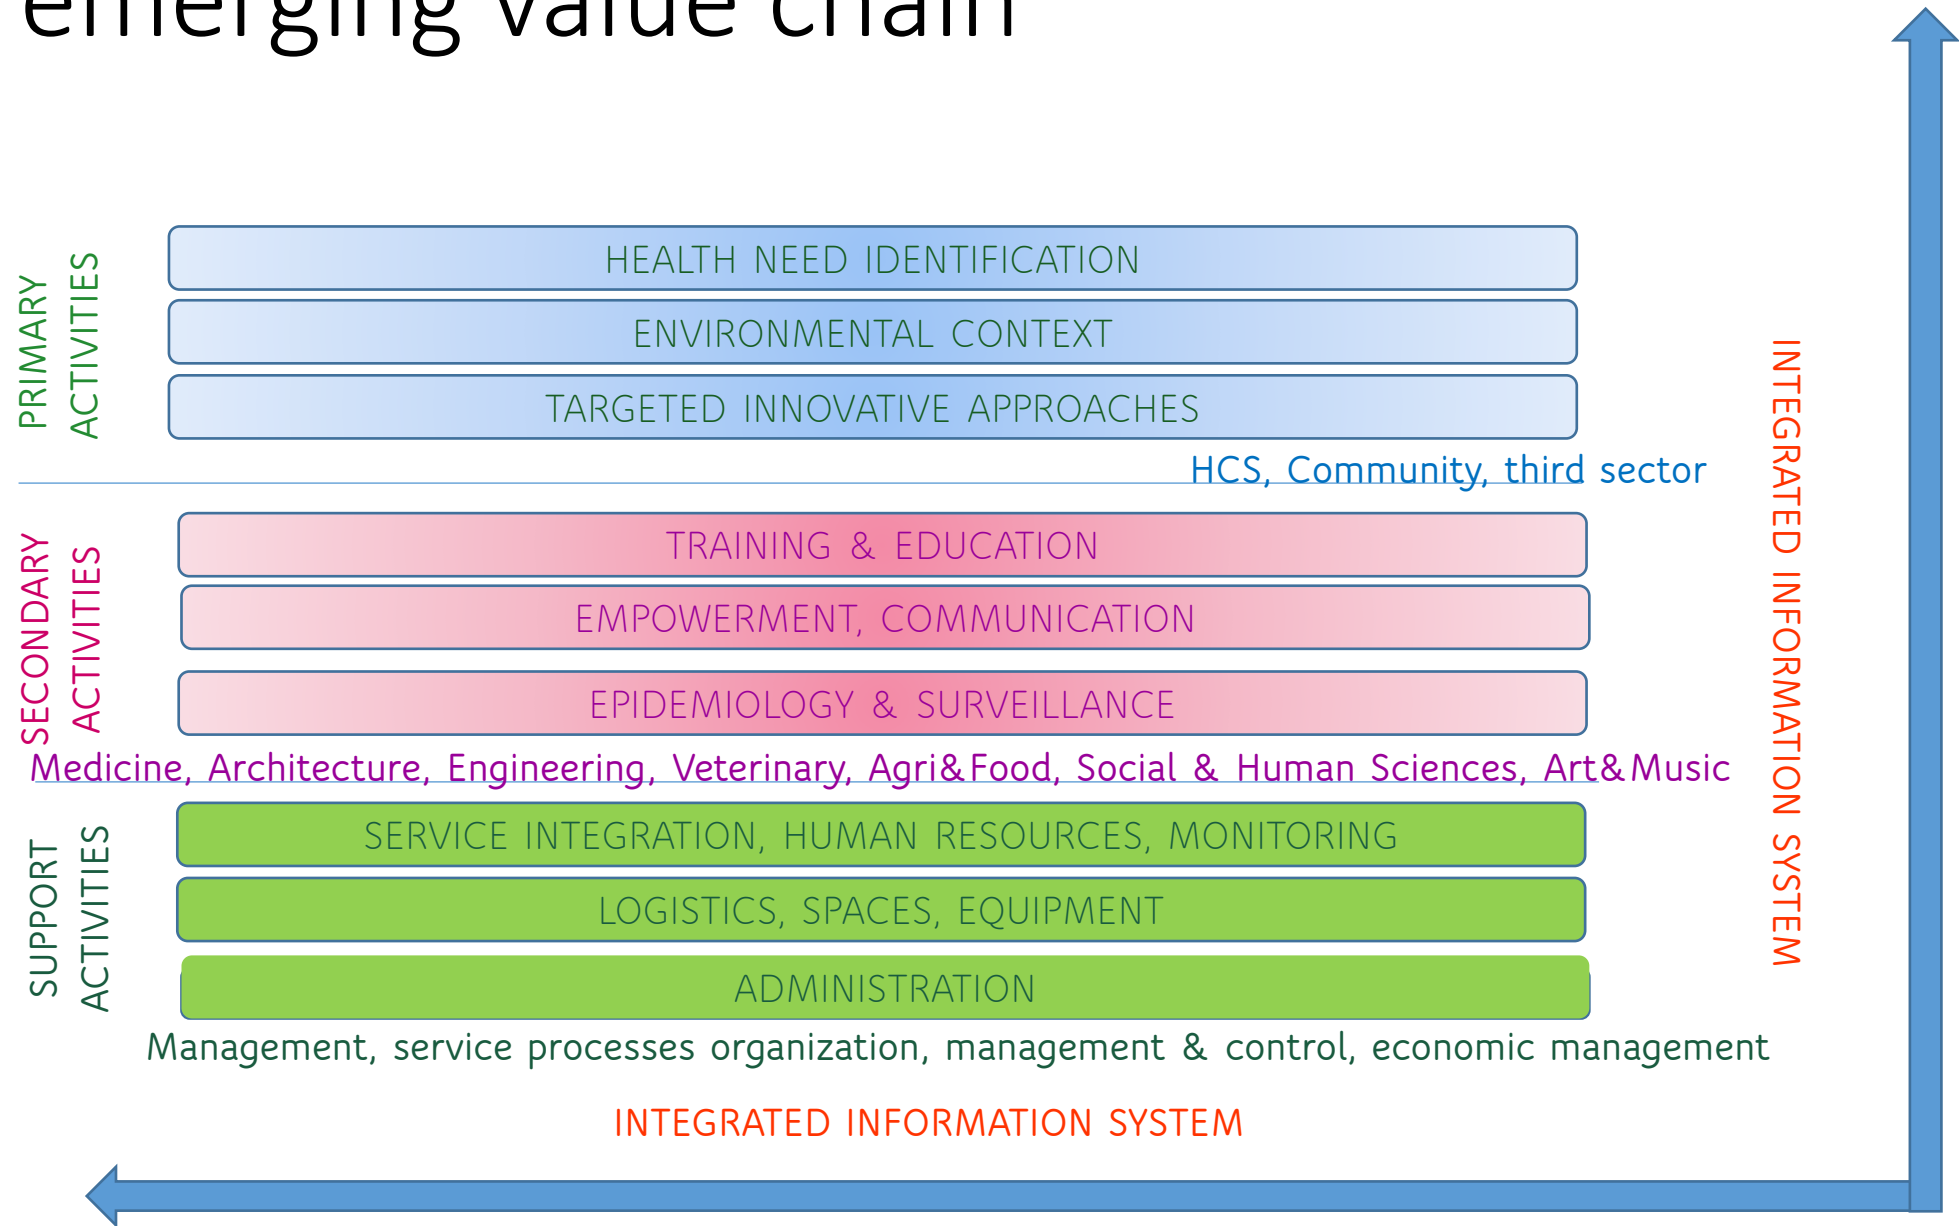 emerging value chain
PRIMARY
ACTIVITIES
HEALTH NEED IDENTIFICATION
ENVIRONMENTAL CONTEXT
TARGETED INNOVATIVE APPROACHES
HCS, Community, third sector
SECONDARY
ACTIVITIES
TRAINING & EDUCATION
EMPOWERMENT, COMMUNICATION
EPIDEMIOLOGY & SURVEILLANCE
Medicine, Architecture, Engineering, Veterinary, Agri&Food, Social & Human Sciences, Art&Music
SUPPORT
ACTIVITIES
SERVICE INTEGRATION, HUMAN RESOURCES, MONITORING
LOGISTICS, SPACES, EQUIPMENT
ADMINISTRATION
Management, service processes organization, management & control, economic management
INTEGRATED INFORMATION SYSTEM
INTEGRATED INFORMATION SYSTEM